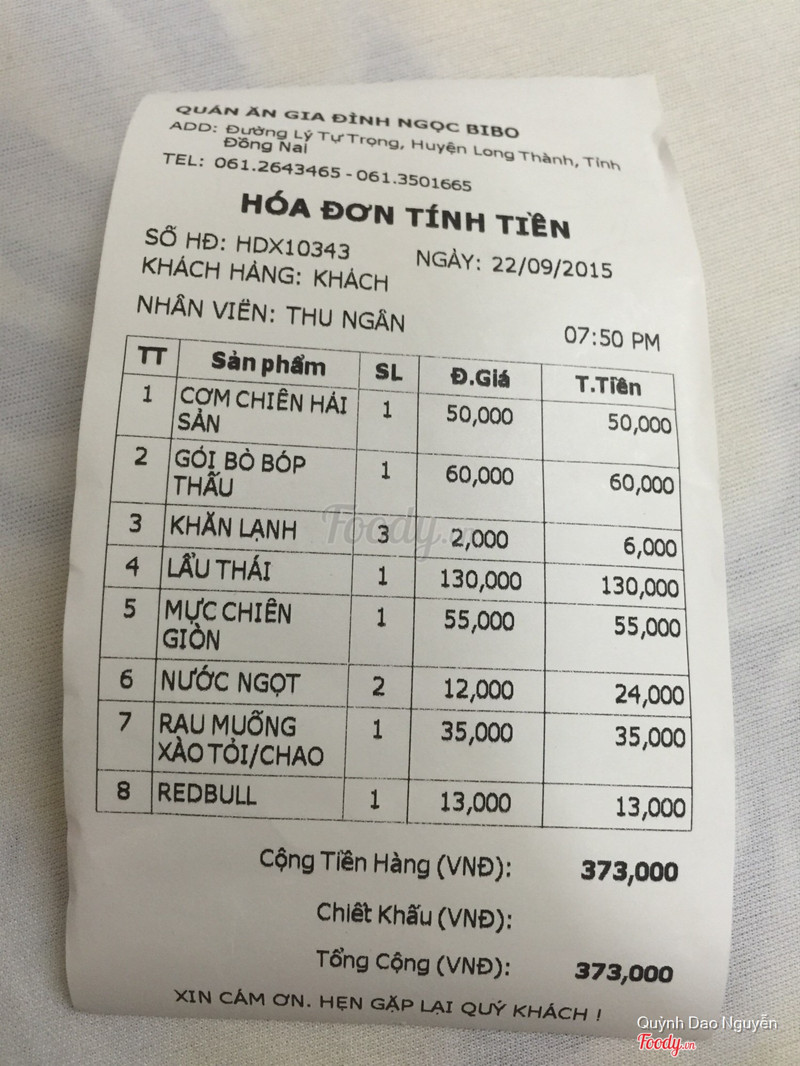 QUÁN ĂN GIA ĐÌNH NGỌC BIBO
ADD: Đường Lý Tự Trọng, Huyện Long Thành, Tỉnh
Đồng Nai
TEL: 061.2643465 - 061.3501665
HÓA ĐƠN TÍNH TIỀN
SỐ HĐ: HDX10343 NGÀY: 22/09/2015
KHÁCH HÀNG: KHÁCH
NHÂN VIÊN: THU NGÂN 07:50 PM
TT Sản phẩm SL Đ.Giá T.Tiền
1 CƠM CHIÊN HẢI 1 50,000 50,000
SẢN
2 GỎI BÒ BÓP 1 60,000 60,000
THẤU
3 KHĂN LẠNH 3 2,000 6,000
4 LẨU THÁI 1 130,000 130,000
5 MỰC CHIÊN 1 55,000 55,000
GIÒN
6 NƯỚC NGỌT 2 12,000 24,000
7 RAU MUỐNG 1 35,000 35,000
XÀO TỎI/CHAO
8 REDBULL 1 13,000 13,000
Cộng Tiền Hàng (VNĐ): 373,000
Chiết Khấu (VNĐ):
Tổng Cộng (VNĐ): 373,000
XIN CẢM ƠN. HẸN GẶP LẠI QUÝ KHÁCH !
Foody.vn
Quỳnh Dao Nguyễn
Foody.vn